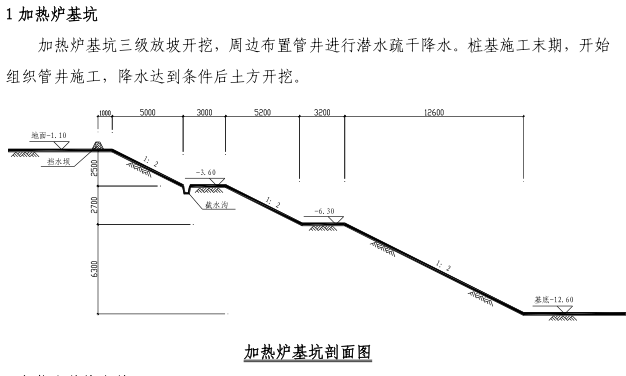 1 加热炉基坑
加热炉基坑三级放坡开挖，周边布置管井进行潜水疏干降水。桩基施工末期，开始
组织管井施工，降水达到条件后土方开挖。
1000 5000 3000 5200 3200 12600
地面-1.10
挡水坝
2500
1: 2
-3.60
截水沟
2700
1: 2
-6.30
6300
1: 2
基底-12.60
加热炉基坑剖面图